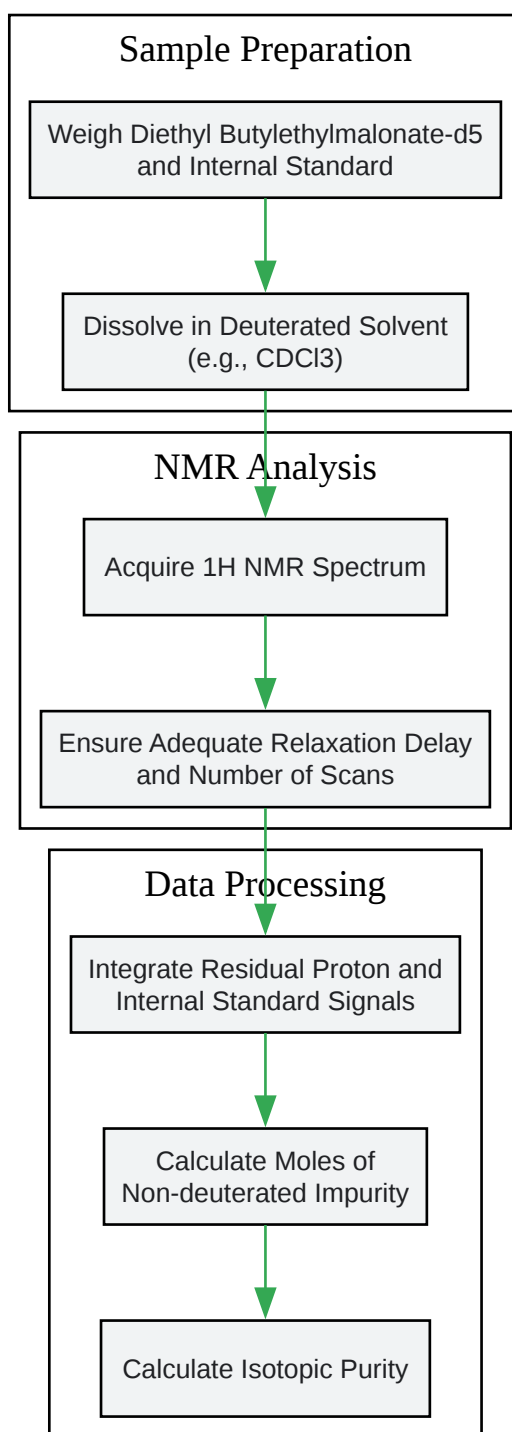 Sample Preparation
Weigh Diethyl Butylethylmalonate-d5
and Internal Standard
Dissolve in Deuterated Solvent
(e.g., CDCl3)
NMR Analysis
Acquire 1H NMR Spectrum
Ensure Adequate Relaxation Delay
and Number of Scans
Data Processing
Integrate Residual Proton and
Internal Standard Signals
Calculate Moles of
Non-deuterated Impurity
Calculate Isotopic Purity